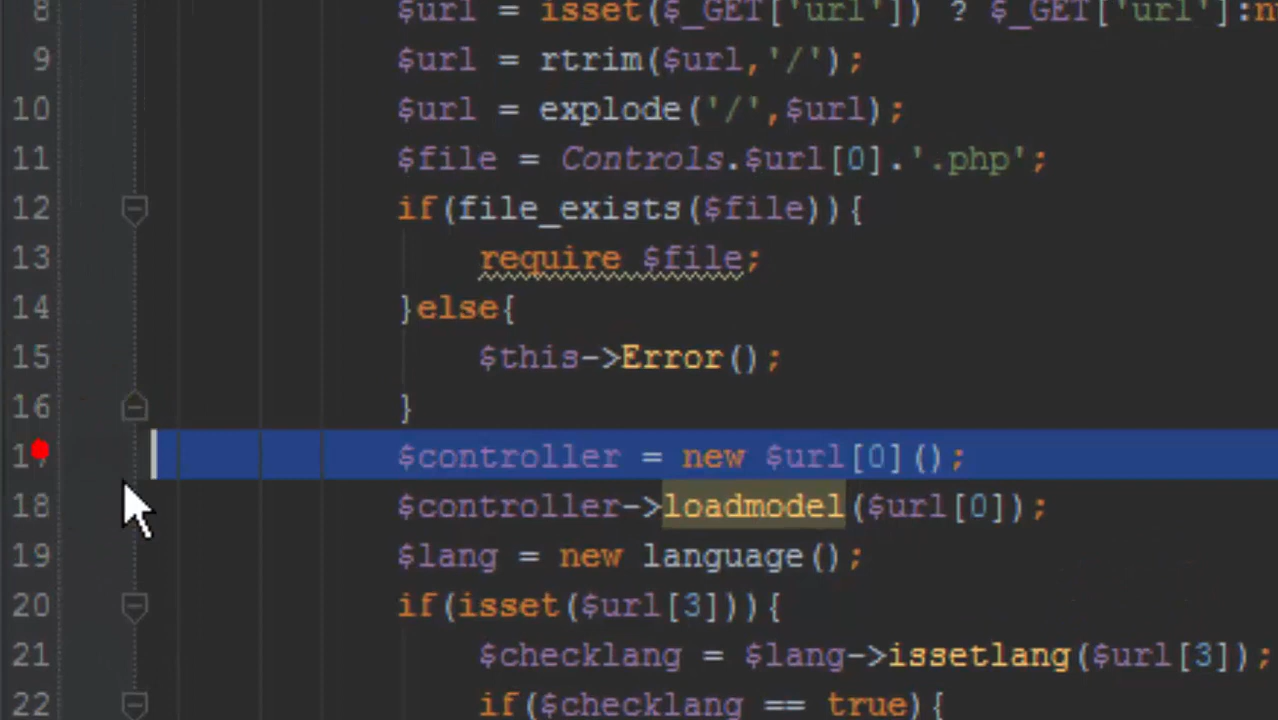 8 $url = isset($_GET['url']) ? $_GET['url']:n
9 $url = rtrim($url,'/');
10 $url = explode('/',$url);
11 $file = Controls.$url[0].'.php';
12 if(file_exists($file)){
13 require $file;
14 }else{
15 $this->Error();
16 }
17 $controller = new $url[0]();
18 $controller->loadmodel($url[0]);
19 $lang = new language();
20 if(isset($url[3])){
21 $checklang = $lang->issetlang($url[3]);
22 if($checklang == true){